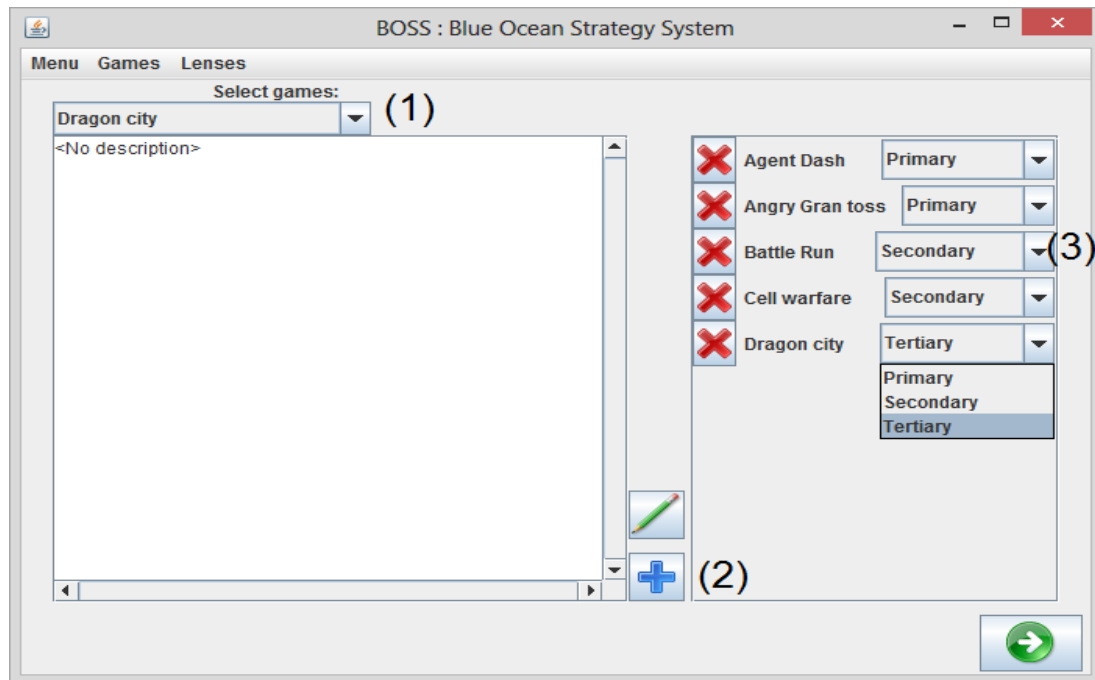 BOSS : Blue Ocean Strategy System
Menu Games Lenses
Select games:
Dragon city
(1)
<No description>
Agent Dash Primary
Angry Gran toss Primary
Battle Run Secondary
(3)
Cell warfare Secondary
Dragon city Tertiary
Primary
Secondary
Tertiary
(2)